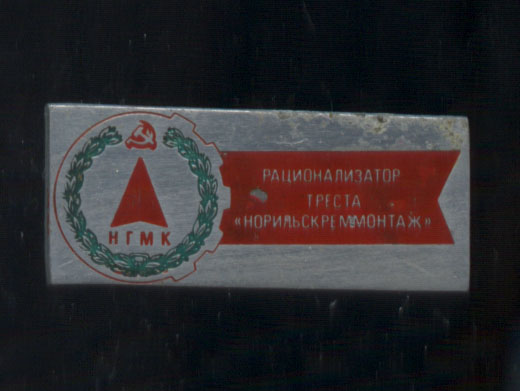 НГМК
РАЦИОНАЛИЗАТОР
ТРЕСТА
«НОРИЛЬСКРЕММОНТАЖ»